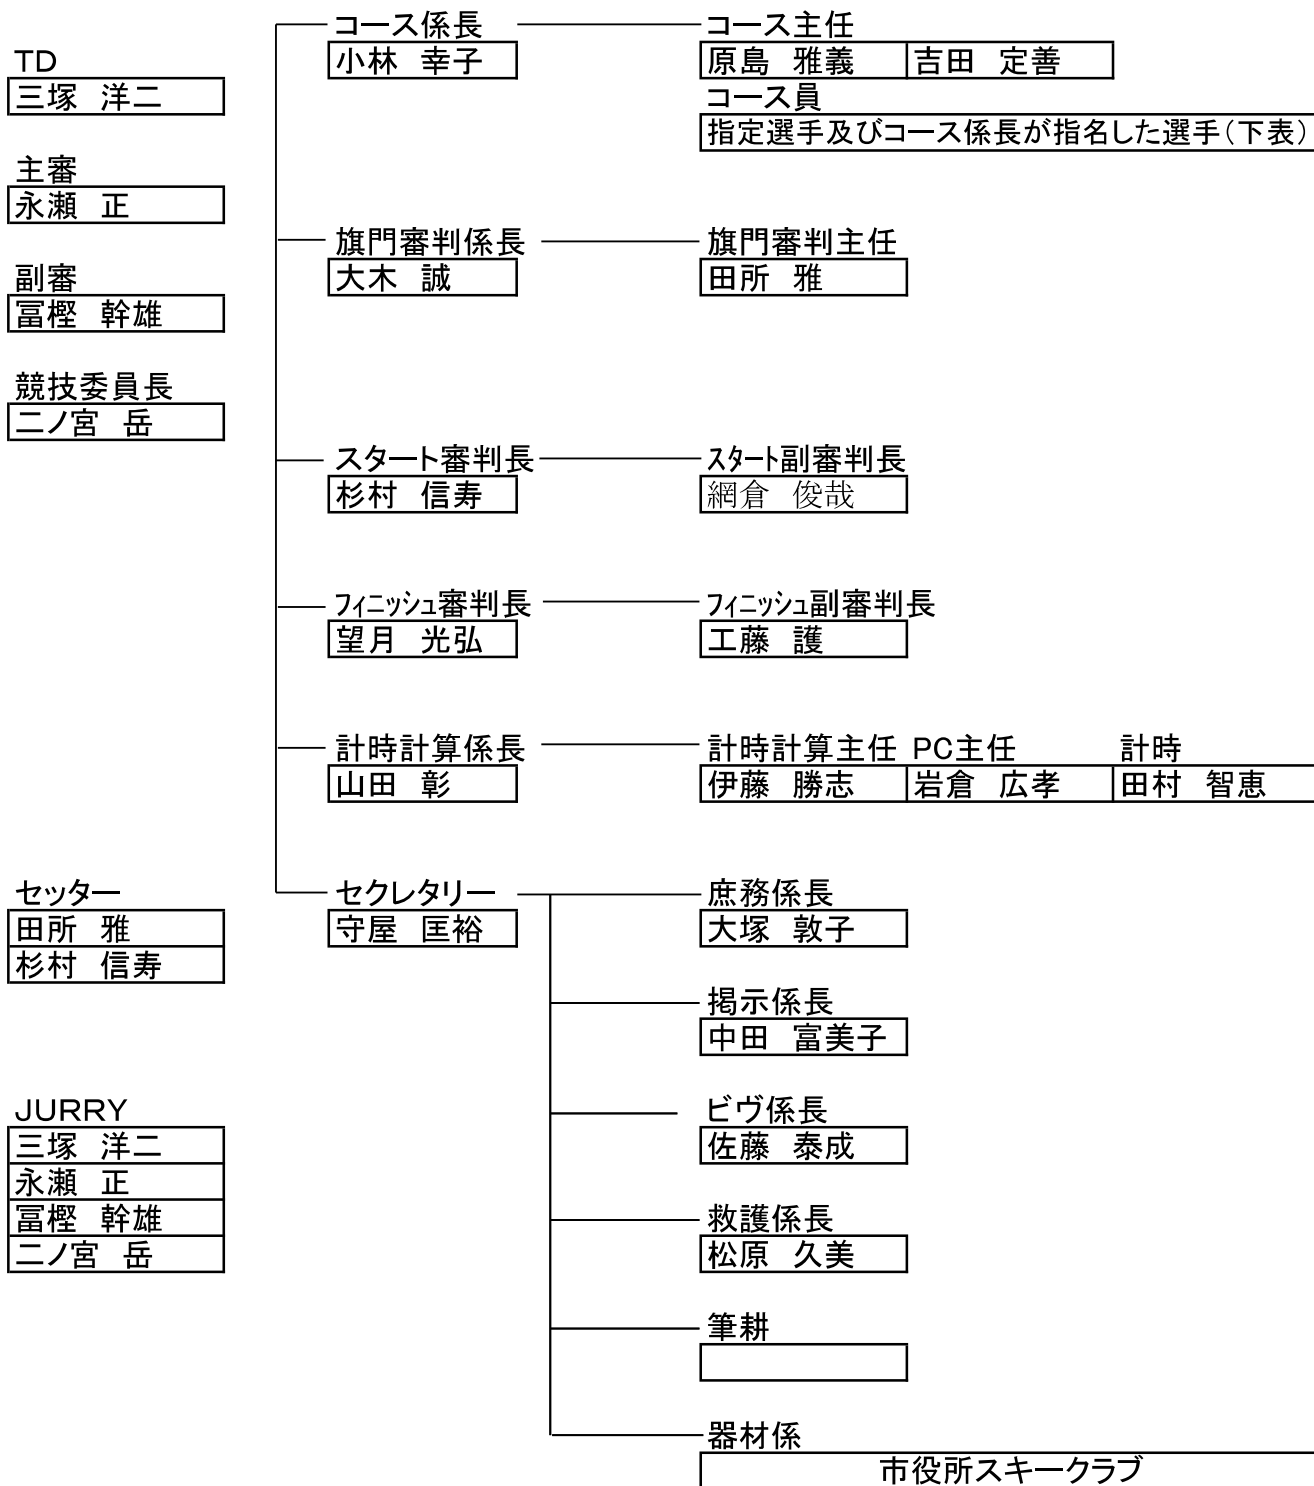 TD
三塚　洋二
主審
永瀬　正
副審
冨樫　幹雄
競技委員長
二ノ宮　岳
コース係長
小林　幸子
コース主任
原島　雅義　吉田　定善
コース員
指定選手及びコース係長が指名した選手（下表）
旗門審判係長
大木　誠
旗門審判主任
田所　雅
スタート審判長
杉村　信寿
スタート副審判長
網倉　俊哉
フィニッシュ審判長
望月　光弘
フィニッシュ副審判長
工藤　護
計時計算係長
山田　彰
計時計算主任 PC主任　計時
伊藤　勝志　岩倉　広孝　田村　智恵
セッター
田所　雅
杉村　信寿
セクレタリー
守屋　匡裕
庶務係長
大塚　敦子
掲示係長
中田　富美子
JURRY
三塚　洋二
永瀬　正
冨樫　幹雄
二ノ宮　岳
ビヴ係長
佐藤　泰成
救護係長
松原　久美
筆耕
器材係
市役所スキークラブ